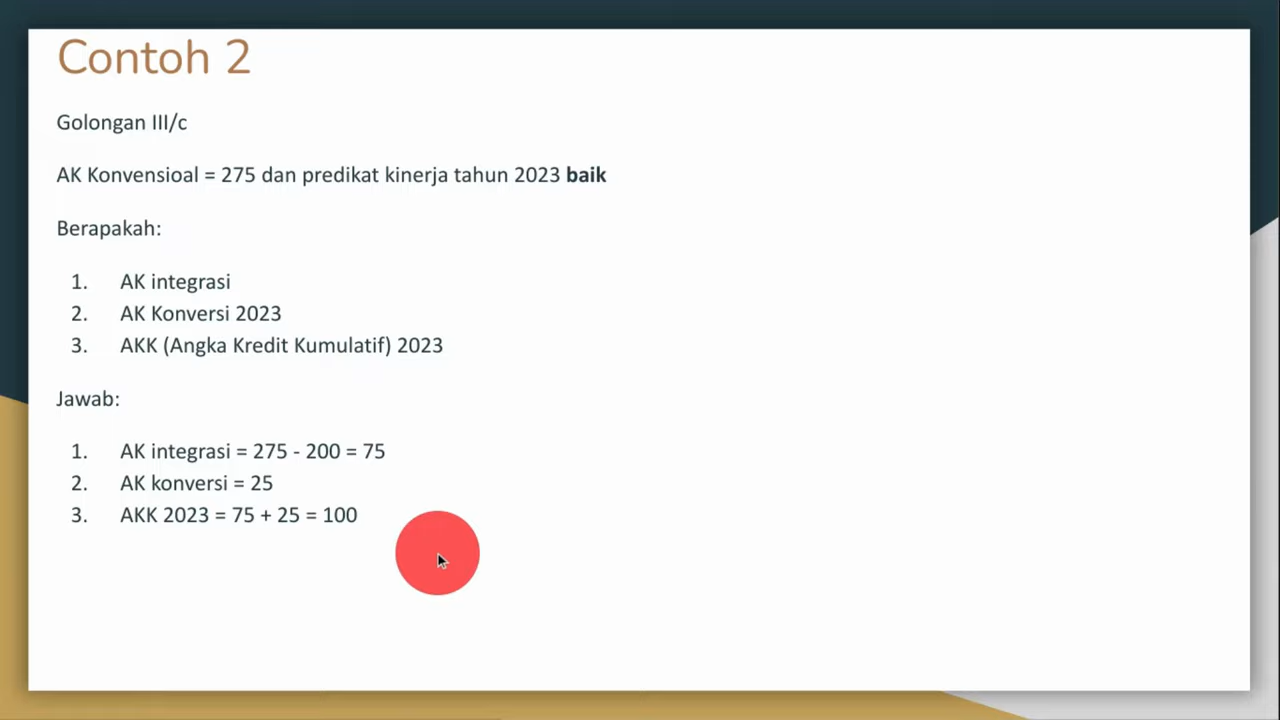 Contoh 2
Golongan III/c
AK Konvensioal = 275 dan predikat kinerja tahun 2023 baik
Berapakah:
1. AK integrasi
2. AK Konversi 2023
3. AKK (Angka Kredit Kumulatif) 2023
Jawab:
1. AK integrasi = 275 - 200 = 75
2. AK konversi = 25
3. AKK 2023 = 75 + 25 = 100